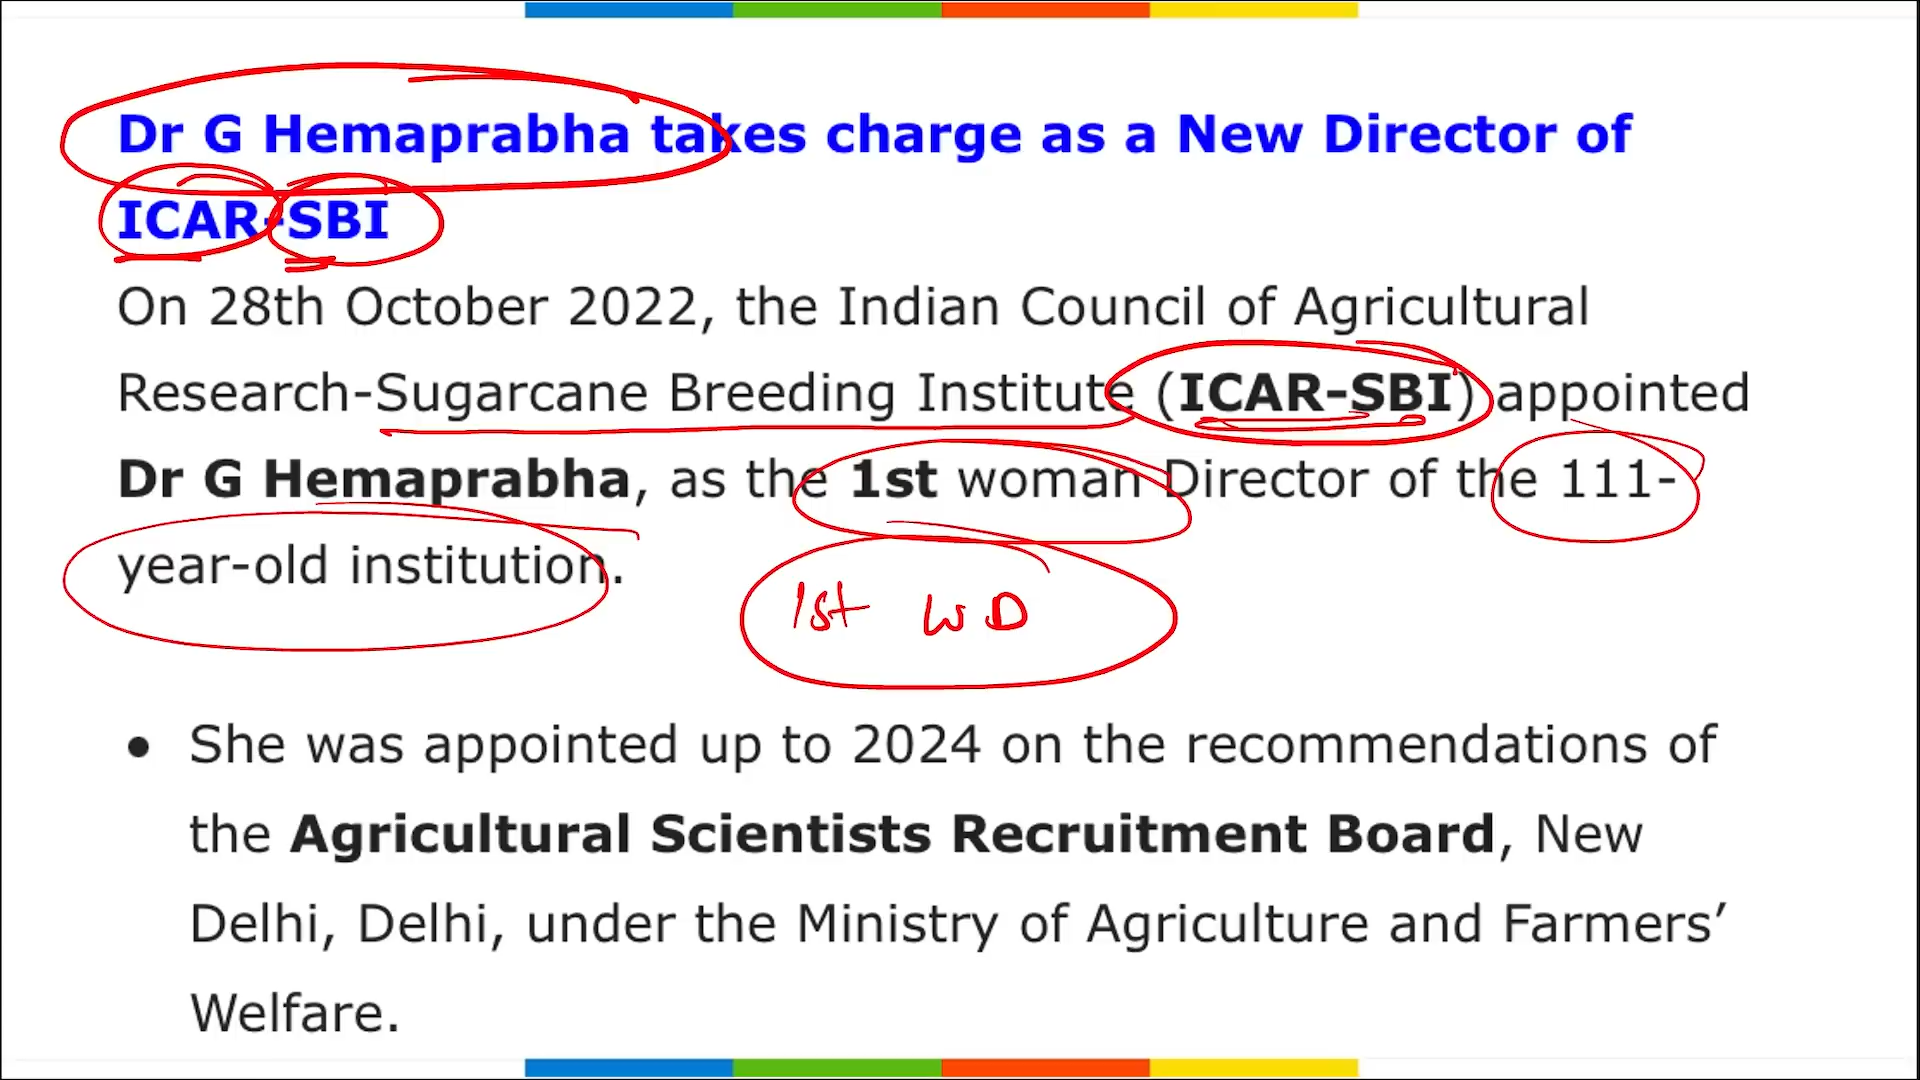 Dr G Hemaprabha takes charge as a New Director of
ICAR-SBI
On 28th October 2022, the Indian Council of Agricultural
Research-Sugarcane Breeding Institute (ICAR-SBI) appointed
Dr G Hemaprabha, as the 1st woman Director of the 111-
year-old institution.
1st WD
● She was appointed up to 2024 on the recommendations of
the Agricultural Scientists Recruitment Board, New
Delhi, Delhi, under the Ministry of Agriculture and Farmers’
Welfare.